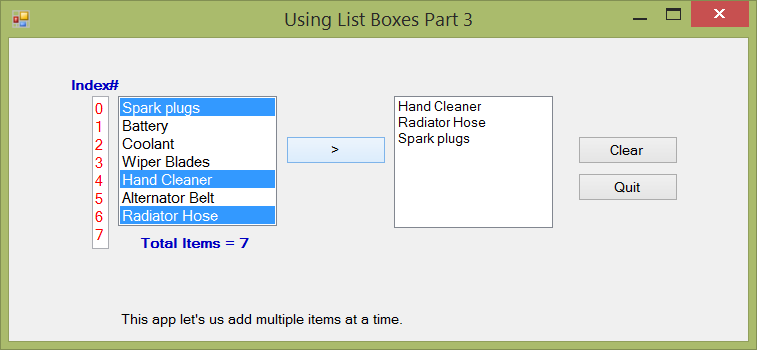 Using List Boxes Part 3
Index#
0 Spark plugs
1 Battery
2 Coolant
3 Wiper Blades
4 Hand Cleaner
5 Alternator Belt
6 Radiator Hose
7
Total Items = 7
>
Hand Cleaner
Radiator Hose
Spark plugs
Clear
Quit
This app let's us add multiple items at a time.